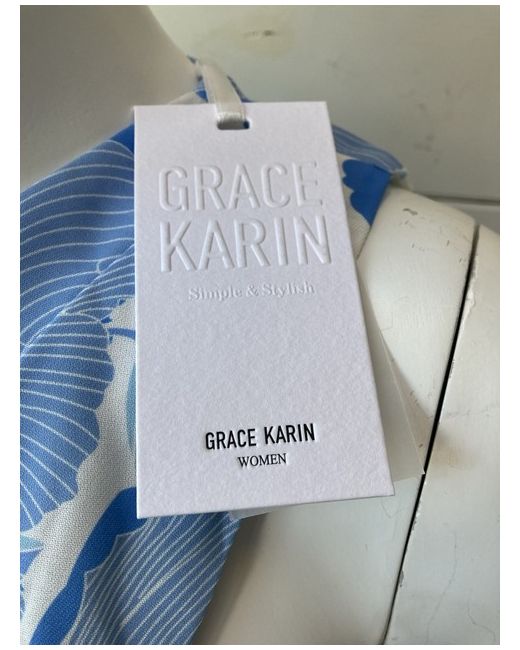 GRACE
KARIN
Simple & Stylish
GRACE KARIN
WOMEN